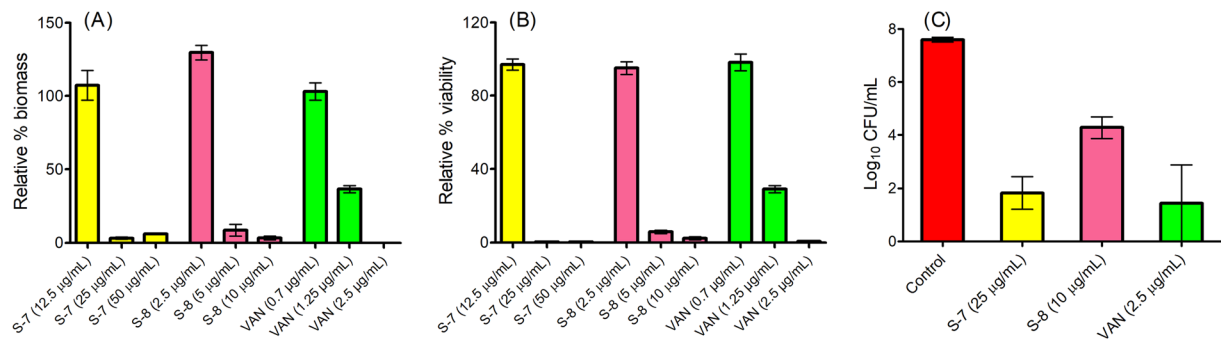 (A)
Relative % biomass
150
100
50
0
S-7 (12.5 µg/mL)
S-7 (25 µg/mL)
S-7 (50 µg/mL)
S-8 (2.5 µg/mL)
S-8 (5 µg/mL)
S-8 (10 µg/mL)
VAN (0.7 µg/mL)
VAN (1.25 µg/mL)
VAN (2.5 µg/mL)
(B)
Relative % viability
120
80
40
0
S-7 (12.5 µg/mL)
S-7 (25 µg/mL)
S-7 (50 µg/mL)
S-8 (2.5 µg/mL)
S-8 (5 µg/mL)
S-8 (10 µg/mL)
VAN (0.7 µg/mL)
VAN (1.25 µg/mL)
VAN (2.5 µg/mL)
(C)
Log₁₀ CFU/mL
8
6
4
2
0
Control
S-7 (25 µg/mL)
S-8 (10 µg/mL)
VAN (2.5 µg/mL)